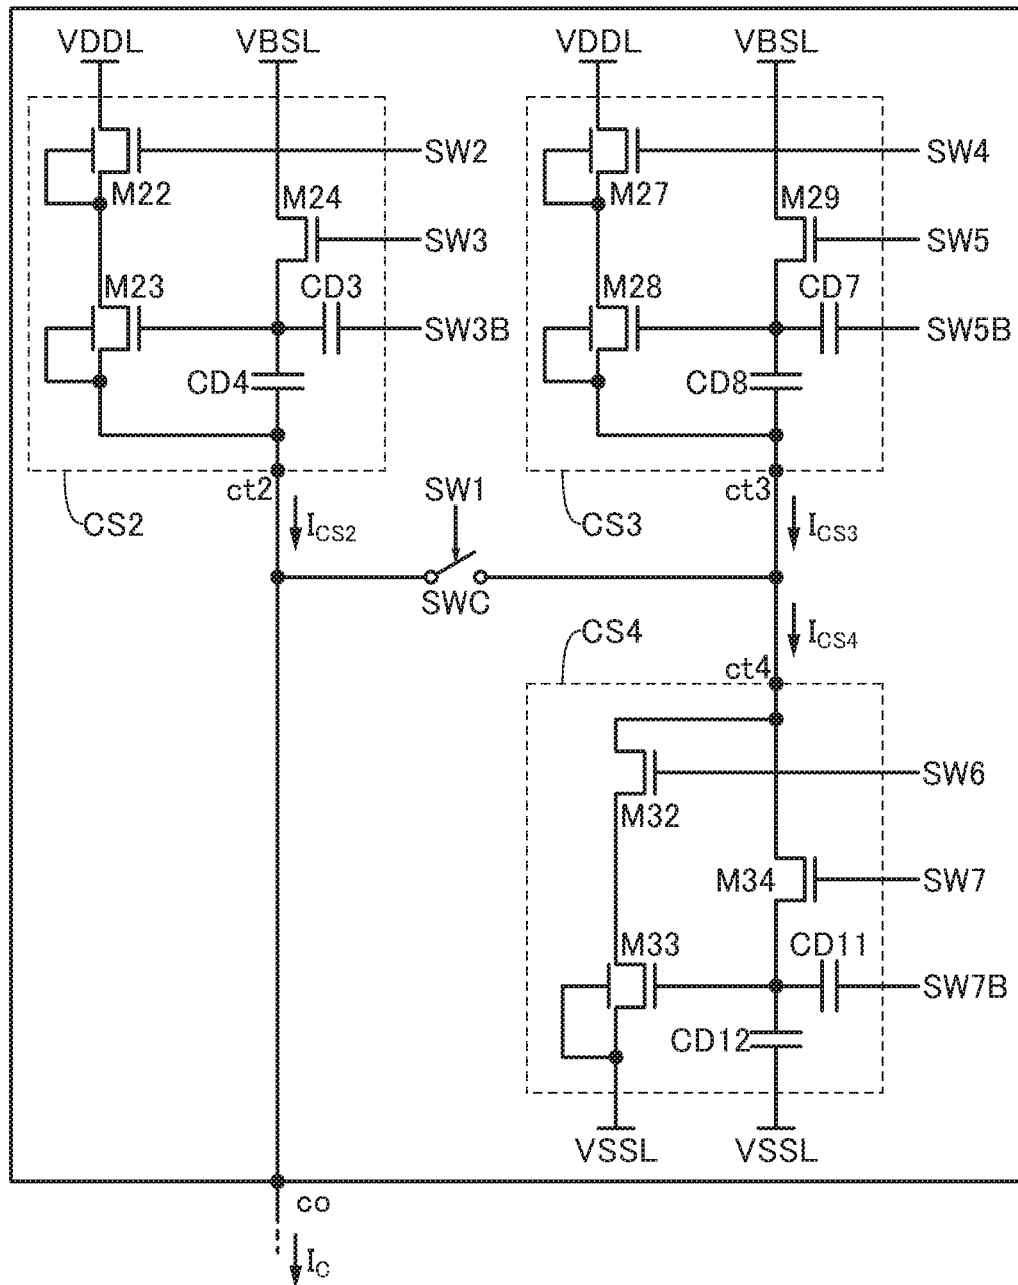 VDDL VBSL VDDL VBSL
SW2 SW4
M22 M24 M27 M29
SW3 SW5
M23 CD3 M28 CD7
SW3B SW5B
CD4 CD8
ct2 SW1 ct3
CS2 ICS2 CS3 ICS3
SWC
CS4 ICS4
ct4
SW6
M32
M34 SW7
M33 CD11
SW7B
CD12
VSSL VSSL
co
IC